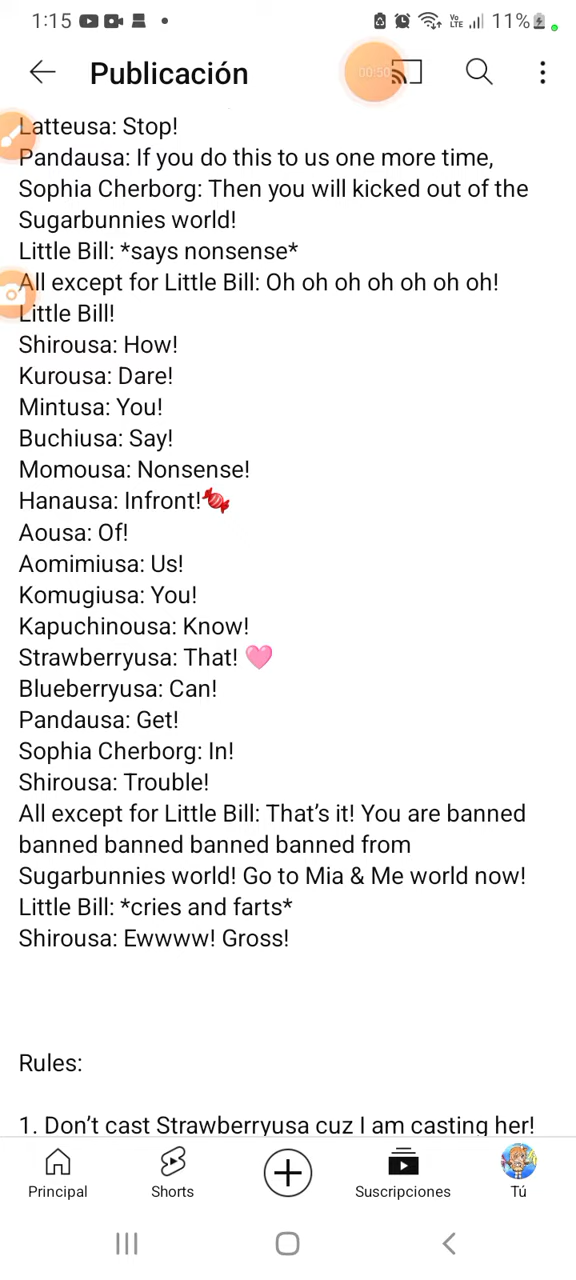 1:15 11%
Publicación
00:50
Latteusa: Stop!
Pandausa: If you do this to us one more time,
Sophia Cherborg: Then you will kicked out of the
Sugarbunnies world!
Little Bill: *says nonsense*
All except for Little Bill: Oh oh oh oh oh oh oh!
Little Bill!
Shirousa: How!
Kurousa: Dare!
Mintusa: You!
Buchiusa: Say!
Momousa: Nonsense!
Hanausa: Infront!🍬
Aousa: Of!
Aomimiusa: Us!
Komugiusa: You!
Kapuchinousa: Know!
Strawberryusa: That! 🩷
Blueberryusa: Can!
Pandausa: Get!
Sophia Cherborg: In!
Shirousa: Trouble!
All except for Little Bill: That’s it! You are banned
banned banned banned banned from
Sugarbunnies world! Go to Mia & Me world now!
Little Bill: *cries and farts*
Shirousa: Ewwww! Gross!
Rules:
1. Don’t cast Strawberryusa cuz I am casting her!
Principal Shorts Suscripciones Tú